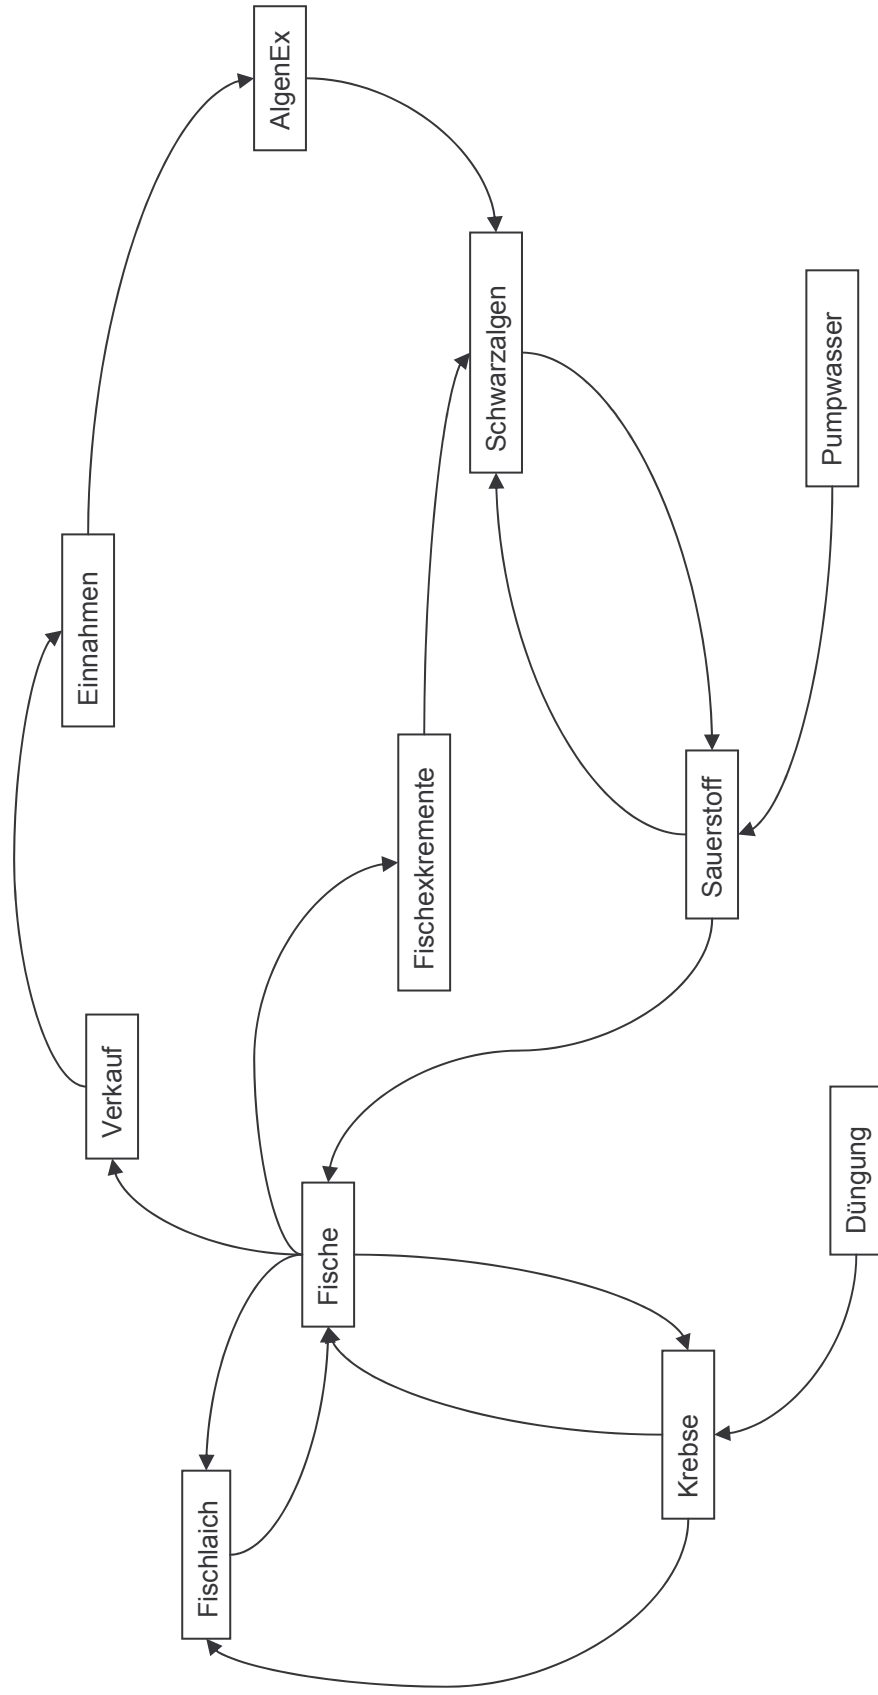 Fischlaich
Verkauf
Einnahmen
AlgenEx
Fische
Fischexkremente
Schwarzalgen
Krebse
Sauerstoff
Düngung
Pumpwasser